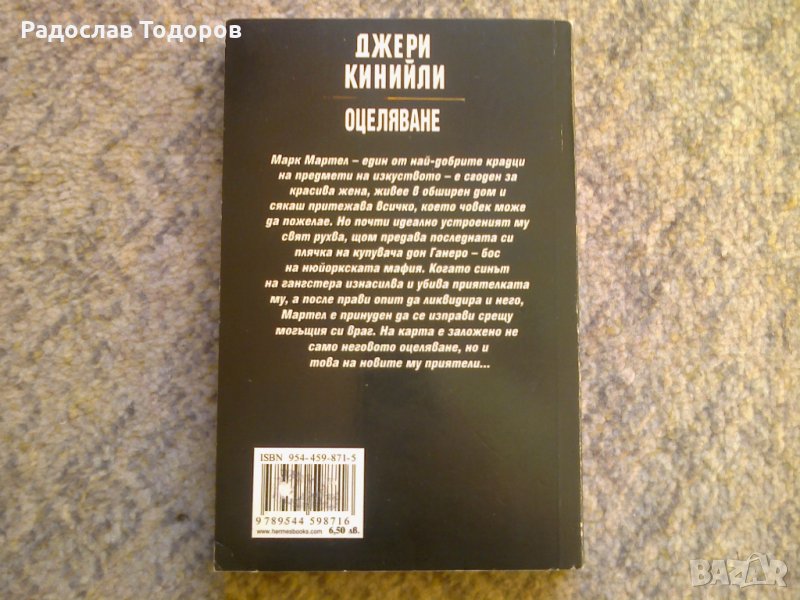 Радослав Тодоров
ДЖЕРИ
КИНИЙЛИ
ОЦЕЛЯВАНЕ
Марк Мартел – един от най-добрите крадци
на предмети на изкуството – е сгоден за
красива жена, живее в обширен дом и
сякаш притежава всичко, което човек може
да пожелае. Но почти идеално устроеният му
свят рухва, щом предава последната си
плячка на купувача дон Ганеро – бос
на нюйоркската мафия. Когато синът
на гангстера изнасилва и убива приятелката
му, а после прави опит да ликвидира и него,
Мартел е принуден да се изправи срещу
могъщия си враг. На карта е заложено не
само неговото оцеляване, но и
това на новите му приятели...
ISBN 954-459-871-5
9 789544 598716
www.hermesbooks.com 6,50 лв.
BAZAR